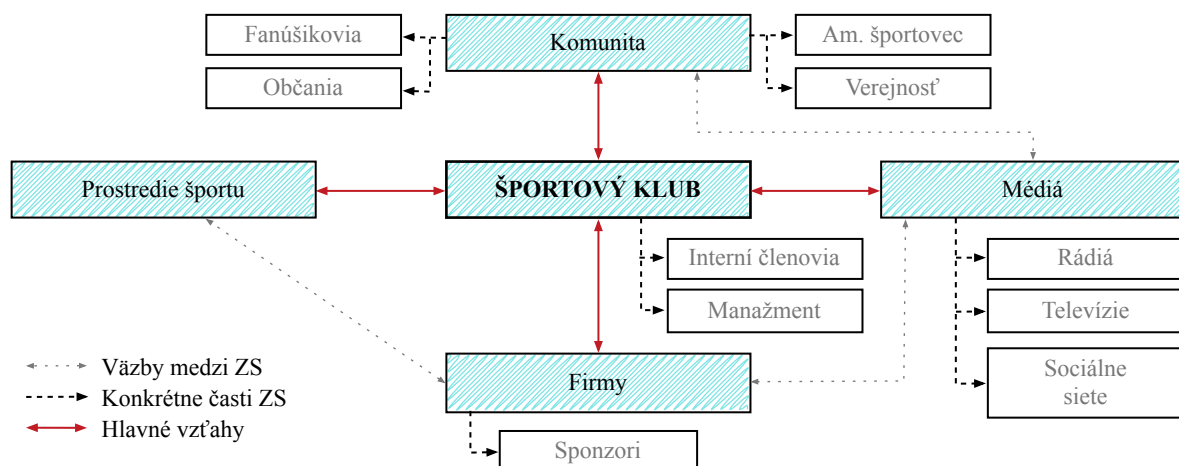 Fanúšikovia
Komunita
Am. športovec
Občania
Verejnosť
Prostredie športu
ŠPORTOVÝ KLUB
Médiá
Interní členovia
Rádiá
Manažment
Televízie
Väzby medzi ZS
Firmy
Sociálne
siete
Konkrétne časti ZS
Hlavné vzťahy
Sponzori